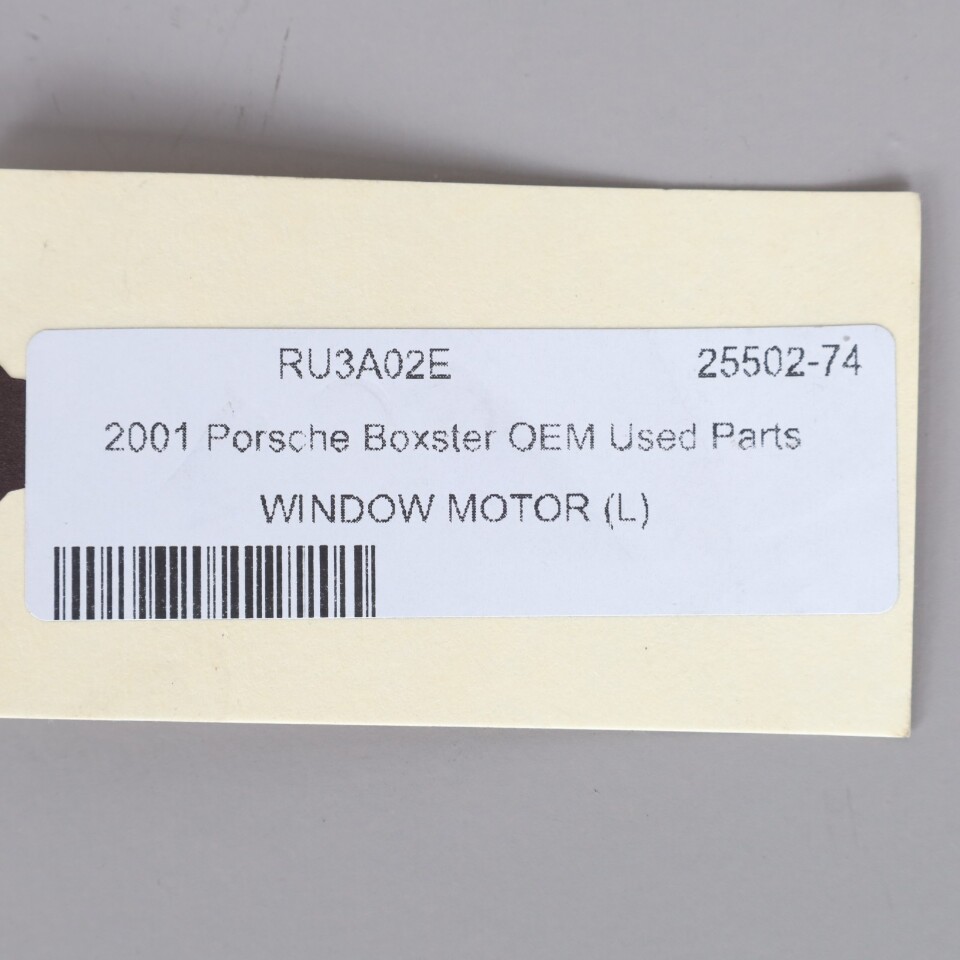 RU3A02E 25502-74
2001 Porsche Boxster OEM Used Parts
WINDOW MOTOR (L)